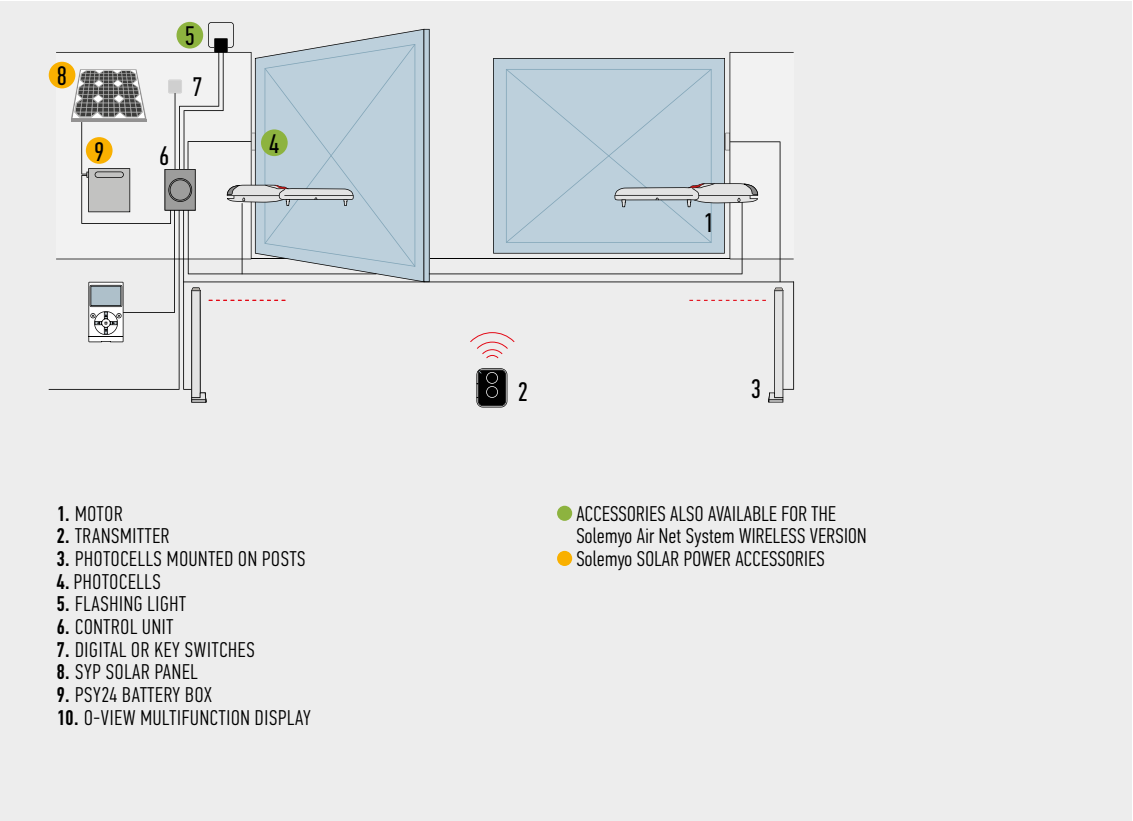 5
8
7
9
6
4
1
2
3
1. MOTOR
2. TRANSMITTER
3. PHOTOCELLS MOUNTED ON POSTS
4. PHOTOCELLS
5. FLASHING LIGHT
6. CONTROL UNIT
7. DIGITAL OR KEY SWITCHES
8. SYP SOLAR PANEL
9. PSY24 BATTERY BOX
10. O-VIEW MULTIFUNCTION DISPLAY
ACCESSORIES ALSO AVAILABLE FOR THE
Solemyo Air Net System WIRELESS VERSION
Solemyo SOLAR POWER ACCESSORIES